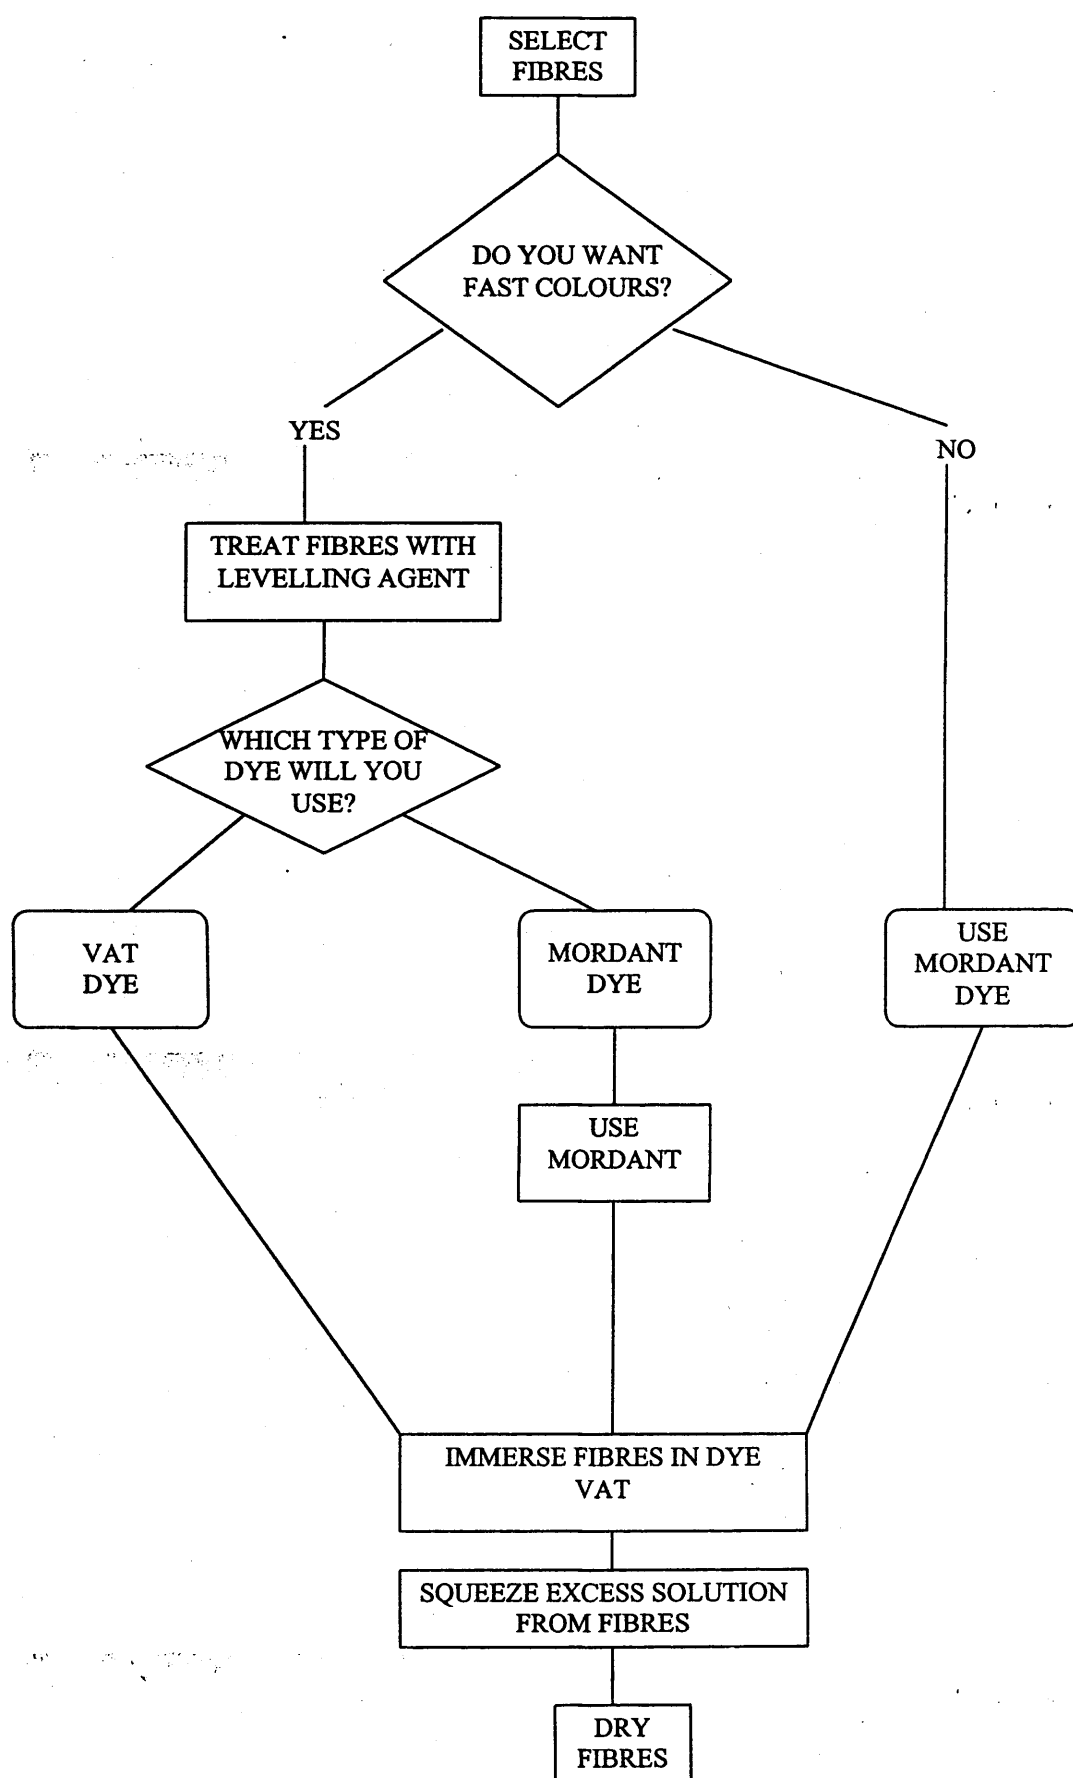 SELECT
FIBRES
DO YOU WANT
FAST COLOURS?
YES
NO
TREAT FIBRES WITH
LEVELLING AGENT
WHICH TYPE OF
DYE WILL YOU
USE?
VAT
DYE
MORDANT
DYE
USE
MORDANT
DYE
USE
MORDANT
IMMERSE FIBRES IN DYE
VAT
SQUEEZE EXCESS SOLUTION
FROM FIBRES
DRY
FIBRES